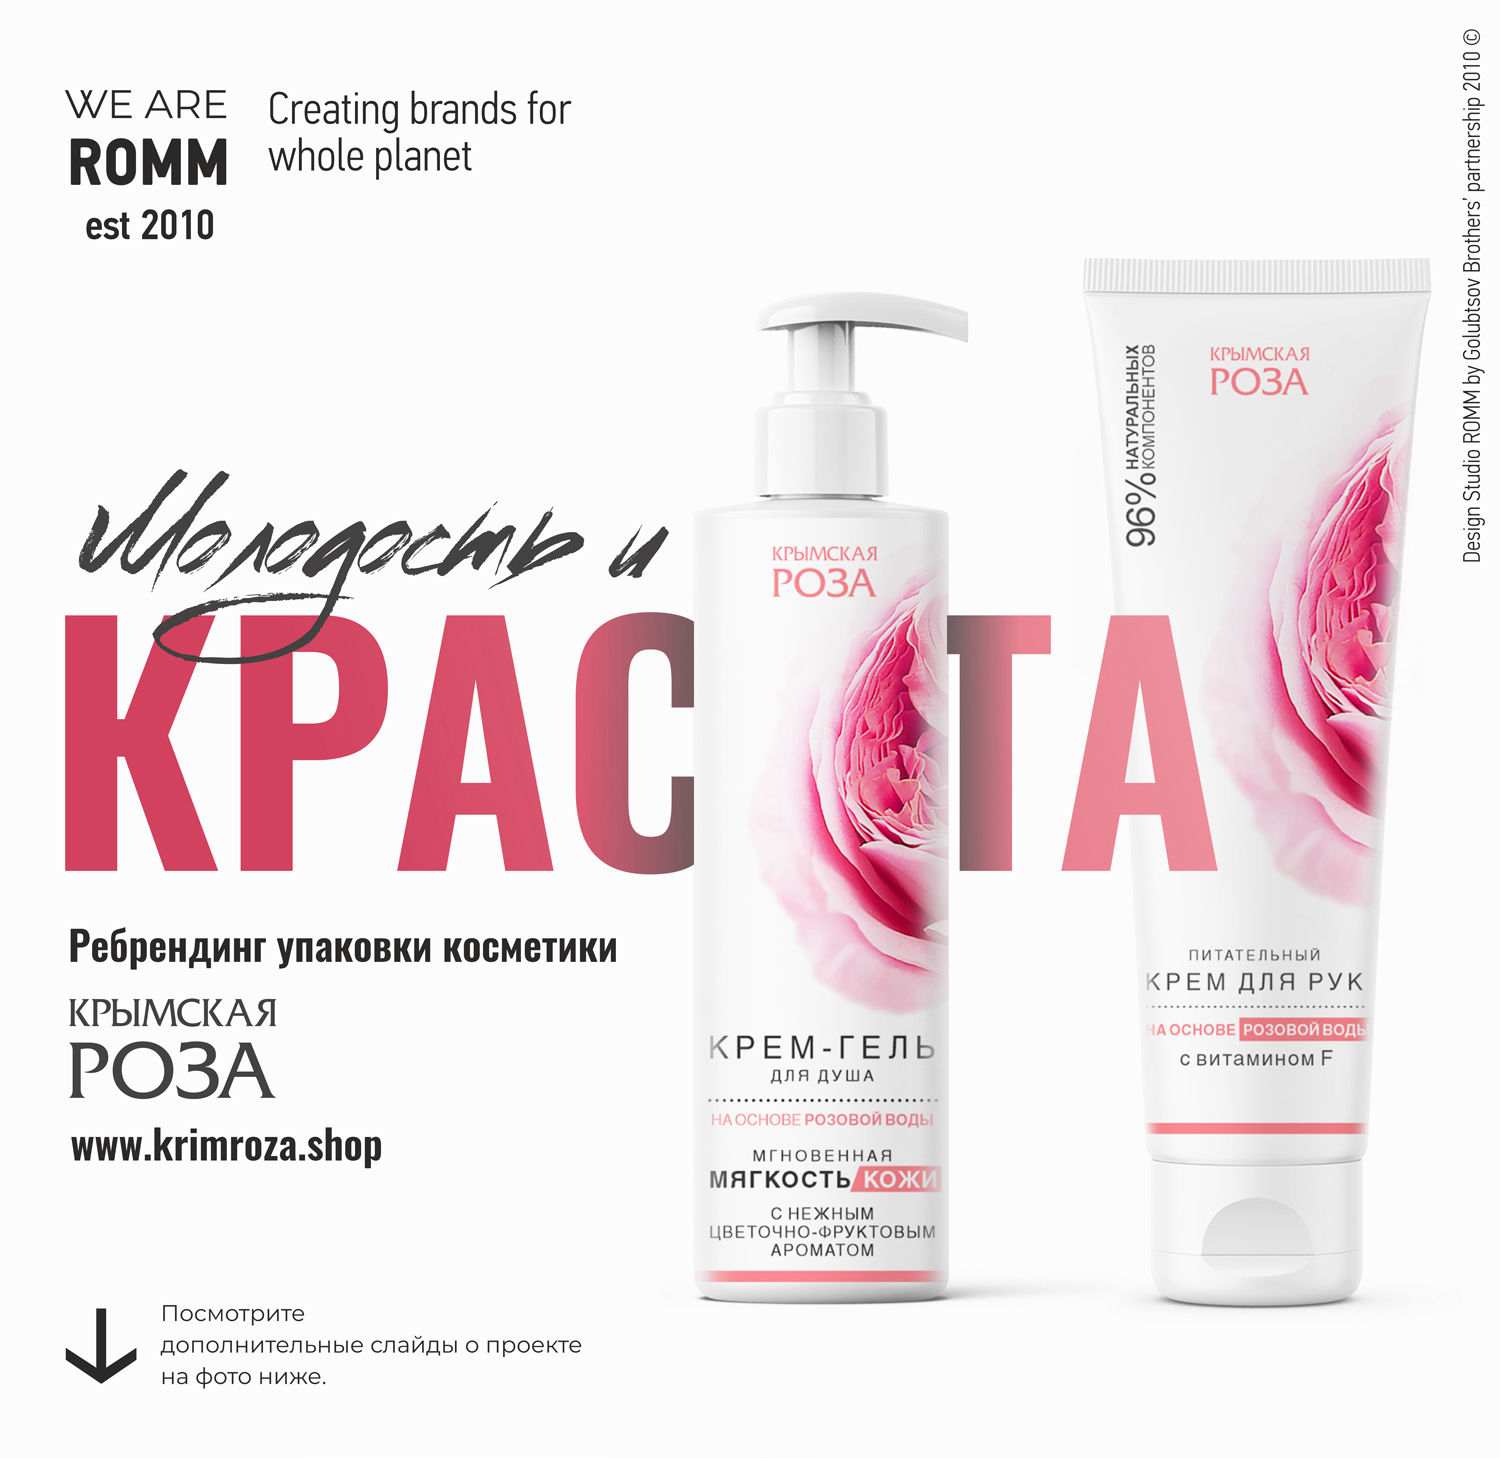 WE ARE
ROMM
est 2010
Creating brands for
whole planet
Design Studio ROMM by Golubtsov Brothers’ partnership 2010 ©
Молодость и
КРАСОТА
Ребрендинг упаковки косметики
КРЫМСКАЯ
РОЗА
www.krimroza.shop
Посмотрите
дополнительные слайды о проекте
на фото ниже.
КРЫМСКАЯ
РОЗА
КРЕМ-ГЕЛЬ
ДЛЯ ДУША
НА ОСНОВЕ РОЗОВОЙ ВОДЫ
МГНОВЕННАЯ
МЯГКОСТЬ КОЖИ
С НЕЖНЫМ
ЦВЕТОЧНО-ФРУКТОВЫМ
АРОМАТОМ
96% НАТУРАЛЬНЫХ
КОМПОНЕНТОВ
КРЫМСКАЯ
РОЗА
ПИТАТЕЛЬНЫЙ
КРЕМ ДЛЯ РУК
НА ОСНОВЕ РОЗОВОЙ ВОДЫ
с витамином F